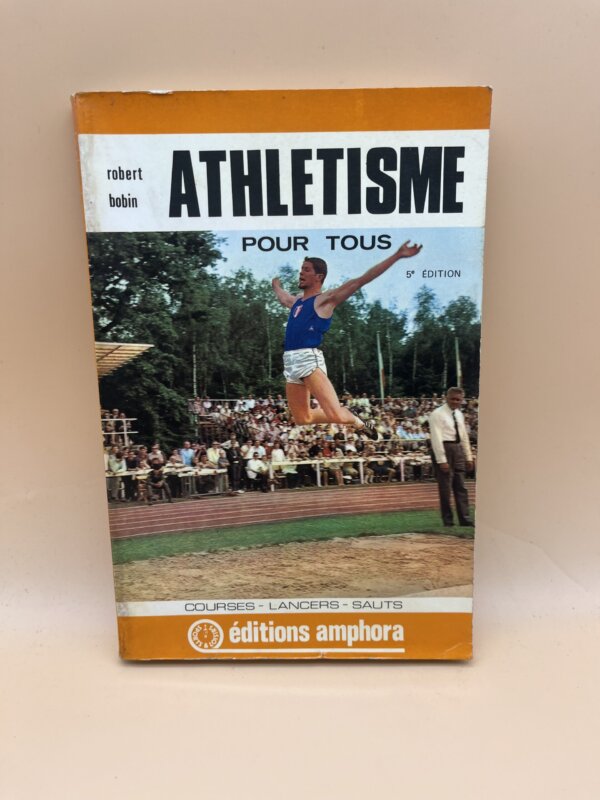 robert
bobin
ATHLETISME
POUR TOUS
5e ÉDITION
COURSES - LANCERS - SAUTS
éditions amphora